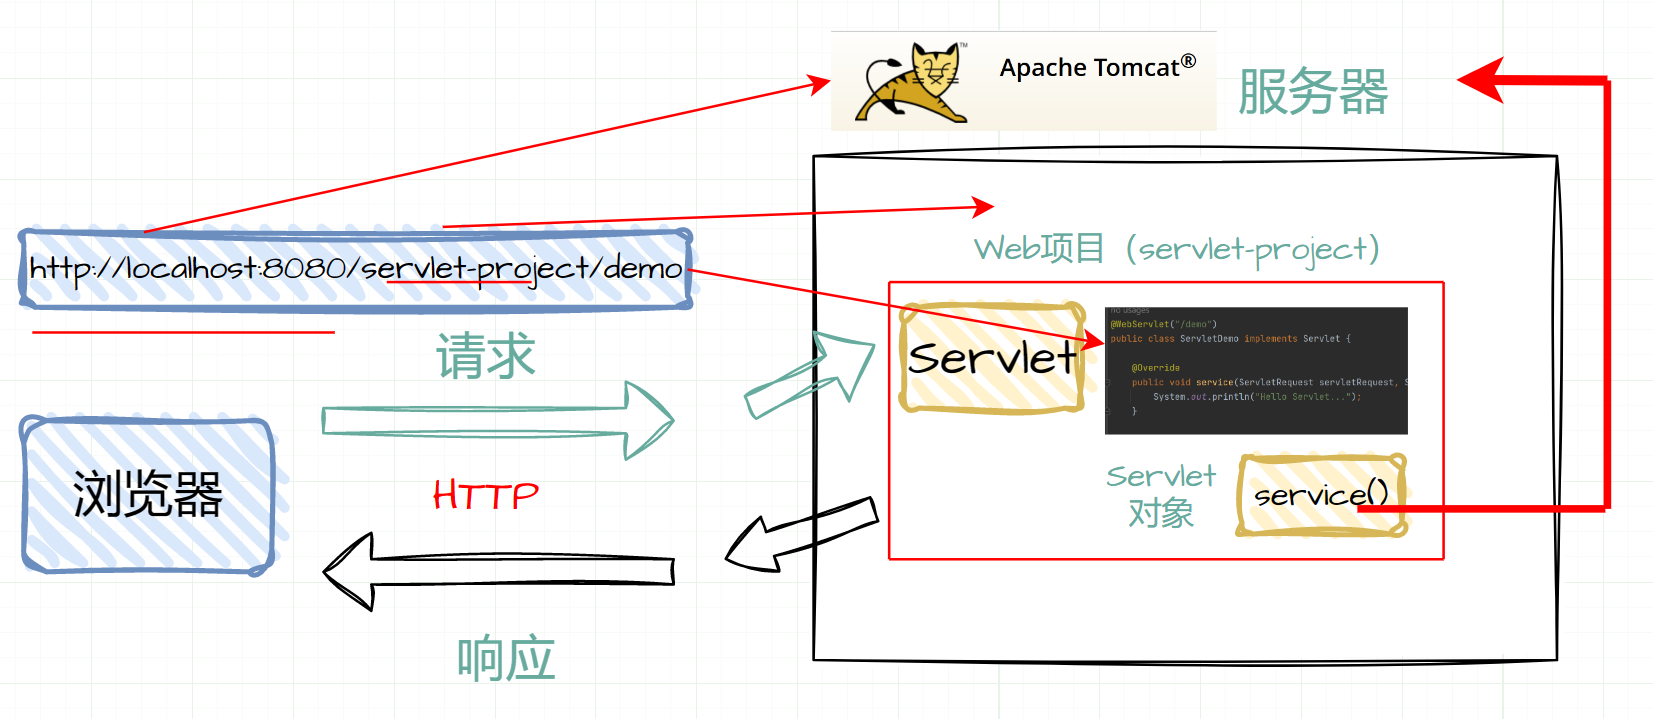 Apache Tomcat®
TM
服务器
http://localhost:8080/servlet-project/demo
Web项目（servlet-project）
请求
Servlet
no usages
@WebServlet("/demo")
public class ServletDemo implements Servlet {
@Override
public void service(ServletRequest servletRequest, S
System.out.println("Hello Servlet...");
}
浏览器
HTTP
Servlet
对象
service()
响应